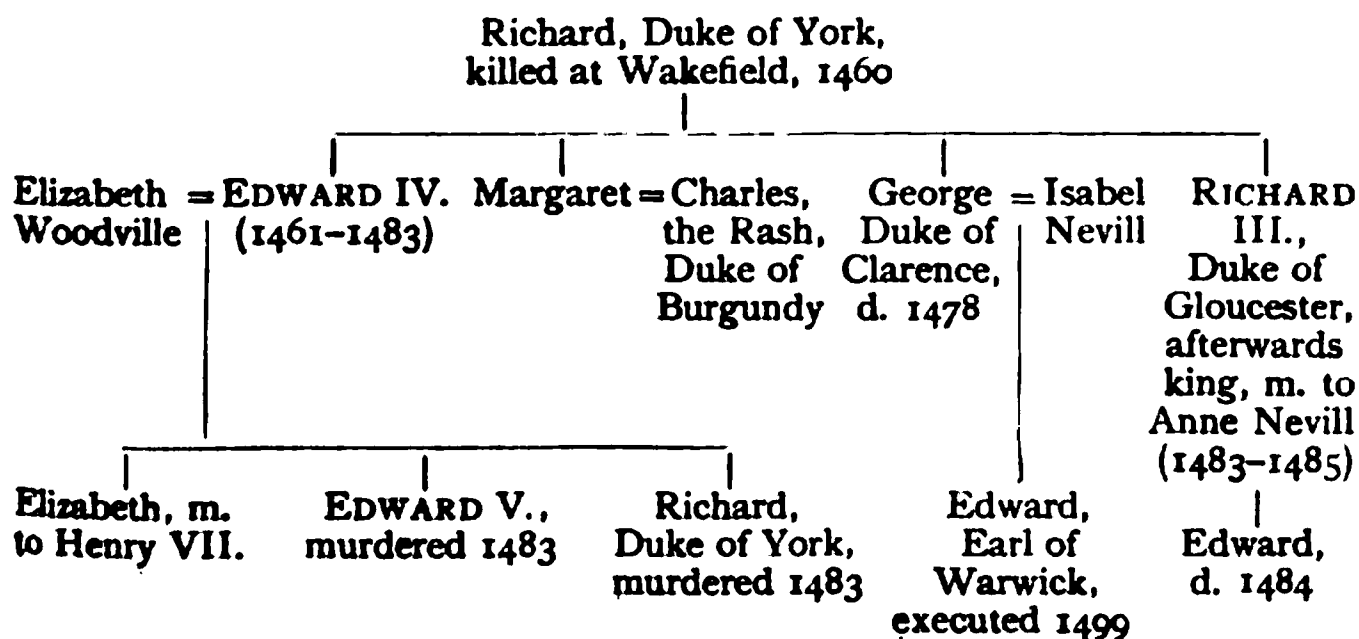 Richard, Duke of York,
killed at Wakefield, 1460
Elizabeth = EDWARD IV. Margaret = Charles, George = Isabel RICHARD
Woodville (1461–1483) the Rash, Duke of Nevill III.,
Duke of Clarence, Duke of
Burgundy d. 1478 Gloucester,
afterwards
king, m. to
Anne Nevill
(1483–1485)
Elizabeth, m. EDWARD V., Richard, Edward,
to Henry VII. murdered 1483 Duke of York, Earl of Edward,
murdered 1483 Warwick, d. 1484
executed 1499